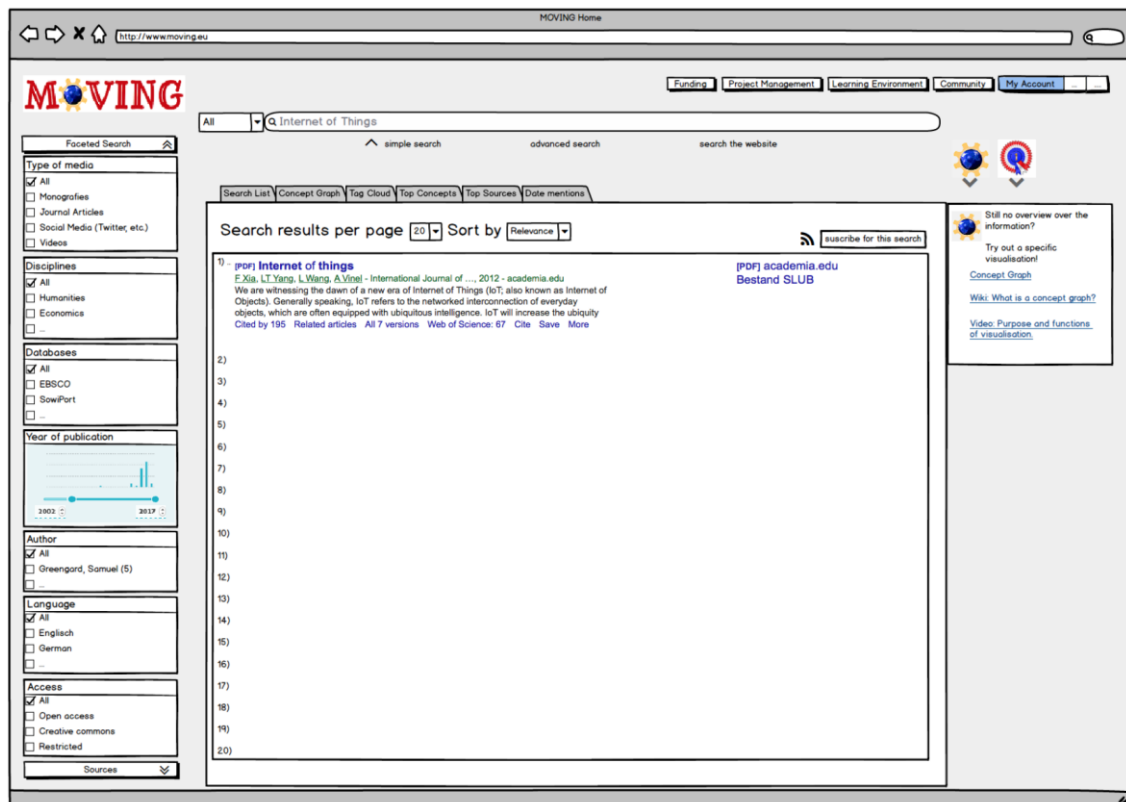 MOVING Home
http://www.moving.eu
MOVING
Funding
Project Management
Learning Environment
Community
My Account
...
...
All
Internet of Things
simple search
advanced search
search the website
Faceted Search
Type of media
All
Monografies
Journal Articles
Social Media (Twitter, etc.)
Videos
Disciplines
All
Humanities
Economics
...
Databases
All
EBSCO
SowiPort
...
Year of publication
2002
2017
Author
All
Greengard, Samuel (5)
...
Language
All
Englisch
German
...
Access
All
Open access
Creative commons
Restricted
Sources
Search List
Concept Graph
Tag Cloud
Top Concepts
Top Sources
Date mentions
Search results per page 20 Sort by Relevance
suscribe for this search
1) [PDF] Internet of things
F Xia, LT Yang, L Wang, A Vinel - International Journal of …, 2012 - academia.edu
We are witnessing the dawn of a new era of Internet of Things (IoT; also known as Internet of
Objects). Generally speaking, IoT refers to the networked interconnection of everyday
objects, which are often equipped with ubiquitous intelligence. IoT will increase the ubiquity
Cited by 195 Related articles All 7 versions Web of Science: 67 Cite Save More
[PDF] academia.edu
Bestand SLUB
2)
3)
4)
5)
6)
7)
8)
9)
10)
11)
12)
13)
14)
15)
16)
17)
18)
19)
20)
Still no overview over the
information?
Try out a specific
visualisation!
Concept Graph
Wiki: What is a concept graph?
Video: Purpose and functions
of visualisation.